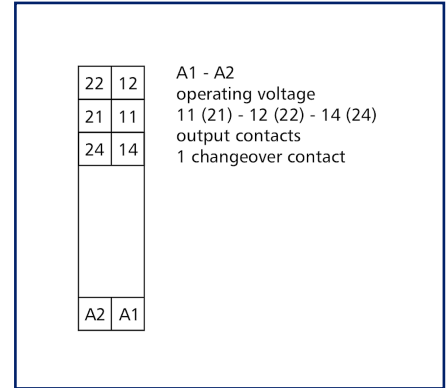 22 12
21 11
24 14
A2 A1
A1 - A2
operating voltage
11 (21) - 12 (22) - 14 (24)
output contacts
1 changeover contact